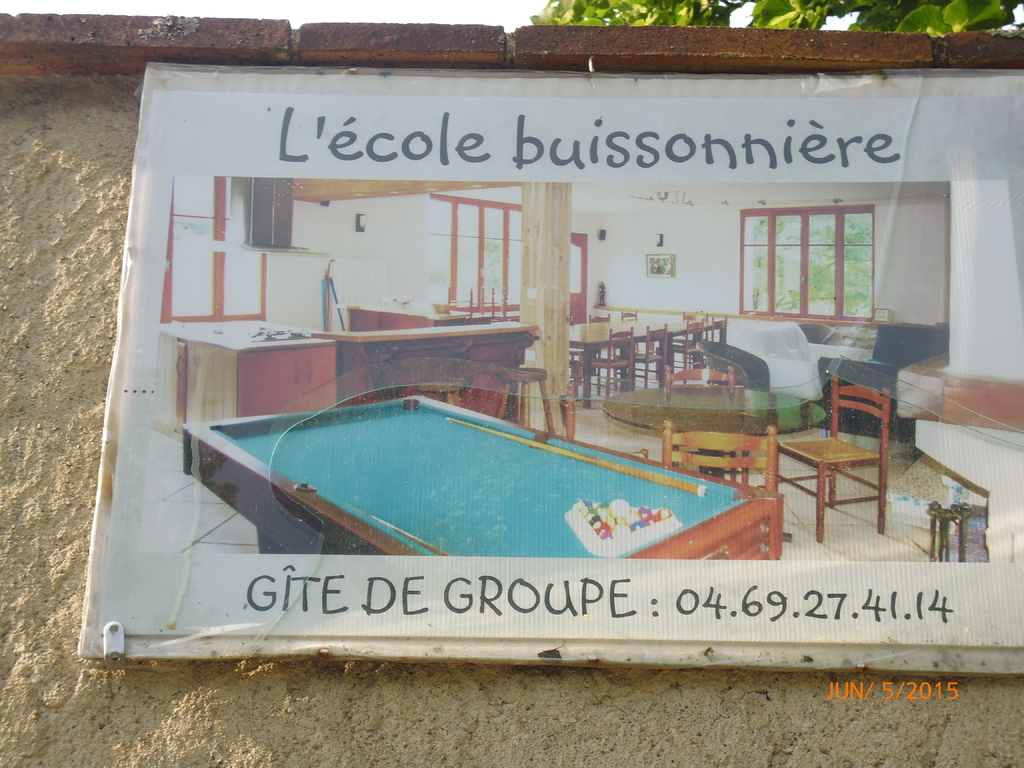 L'école buissonnière
GÎTE DE GROUPE : 04.69.27.41.14
JUN/ 5/2015